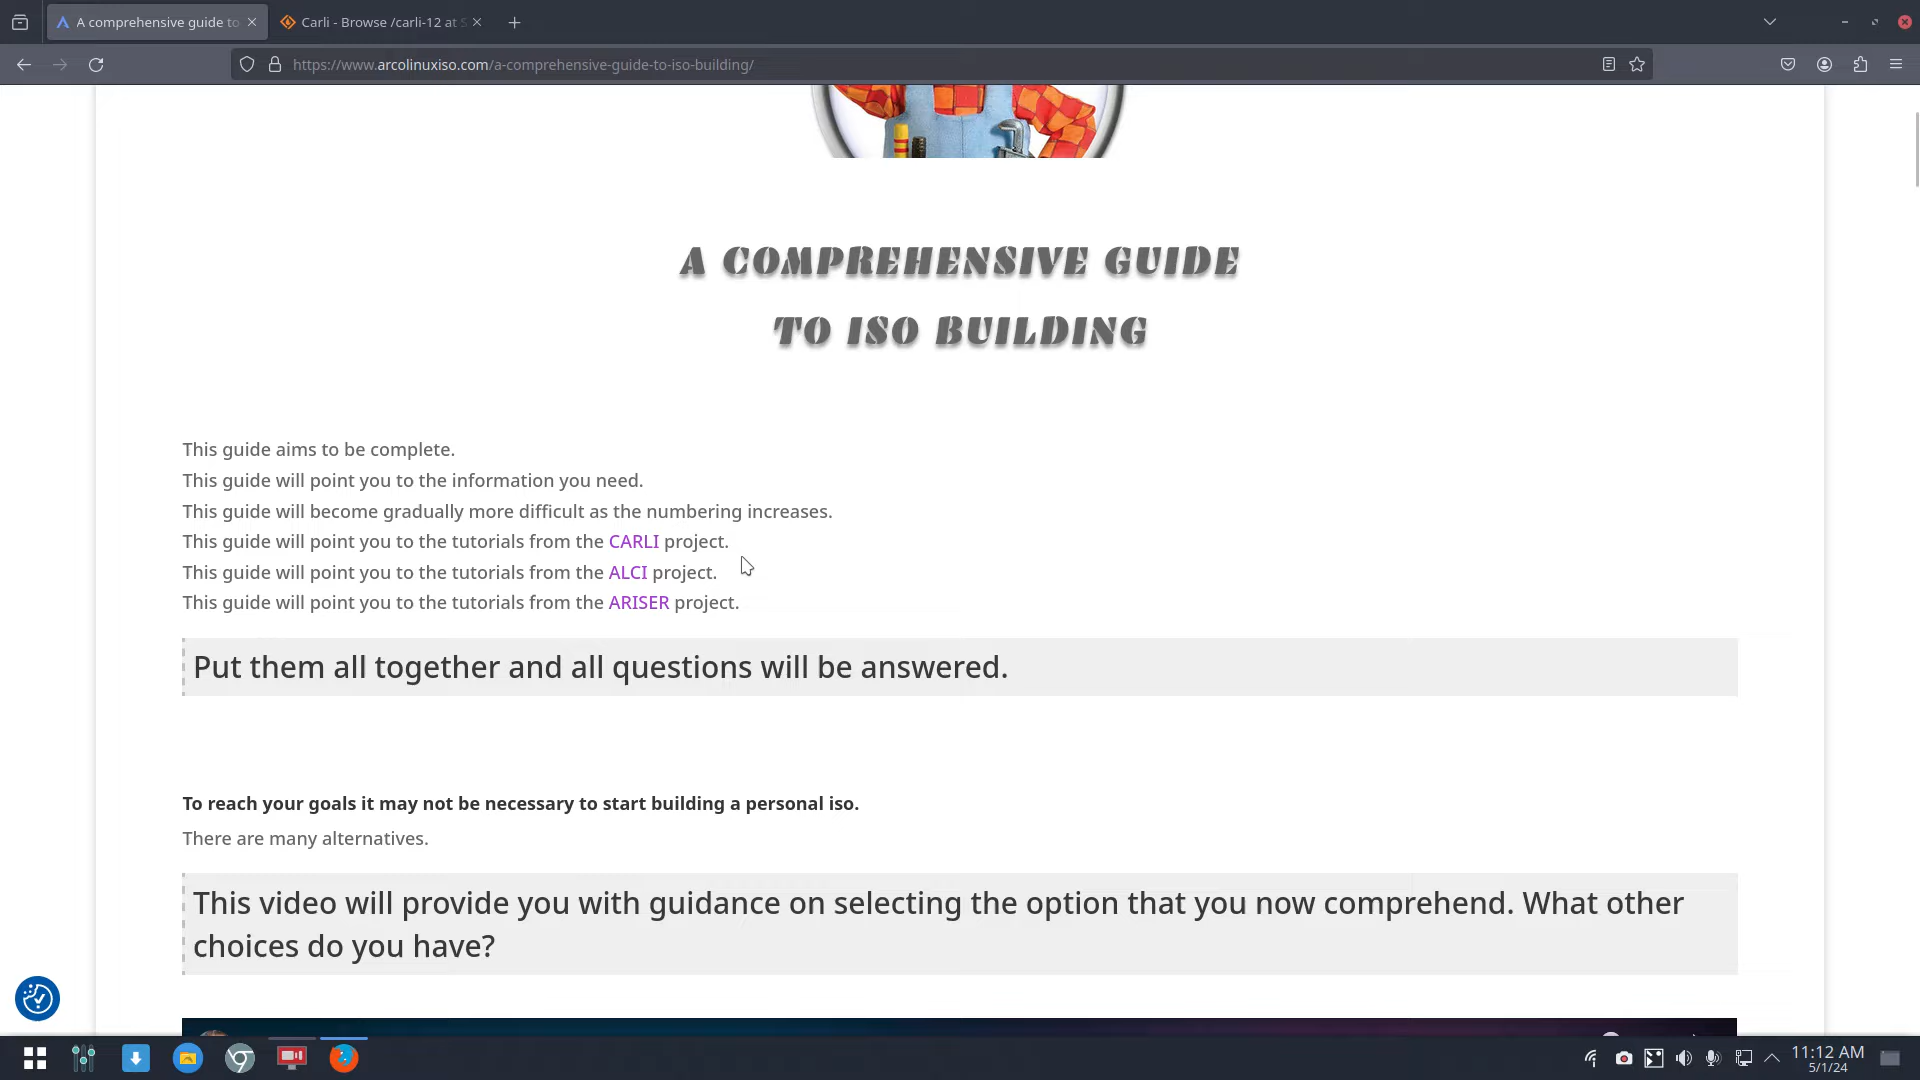 A comprehensive guide to
Carli - Browse /carli-12 at S
https://www.arcolinuxiso.com/a-comprehensive-guide-to-iso-building/
A COMPREHENSIVE GUIDE
TO ISO BUILDING
This guide aims to be complete.
This guide will point you to the information you need.
This guide will become gradually more difficult as the numbering increases.
This guide will point you to the tutorials from the CARLI project.
This guide will point you to the tutorials from the ALCI project.
This guide will point you to the tutorials from the ARISER project.
Put them all together and all questions will be answered.
To reach your goals it may not be necessary to start building a personal iso.
There are many alternatives.
This video will provide you with guidance on selecting the option that you now comprehend. What other
choices do you have?
11:12 AM
5/1/24